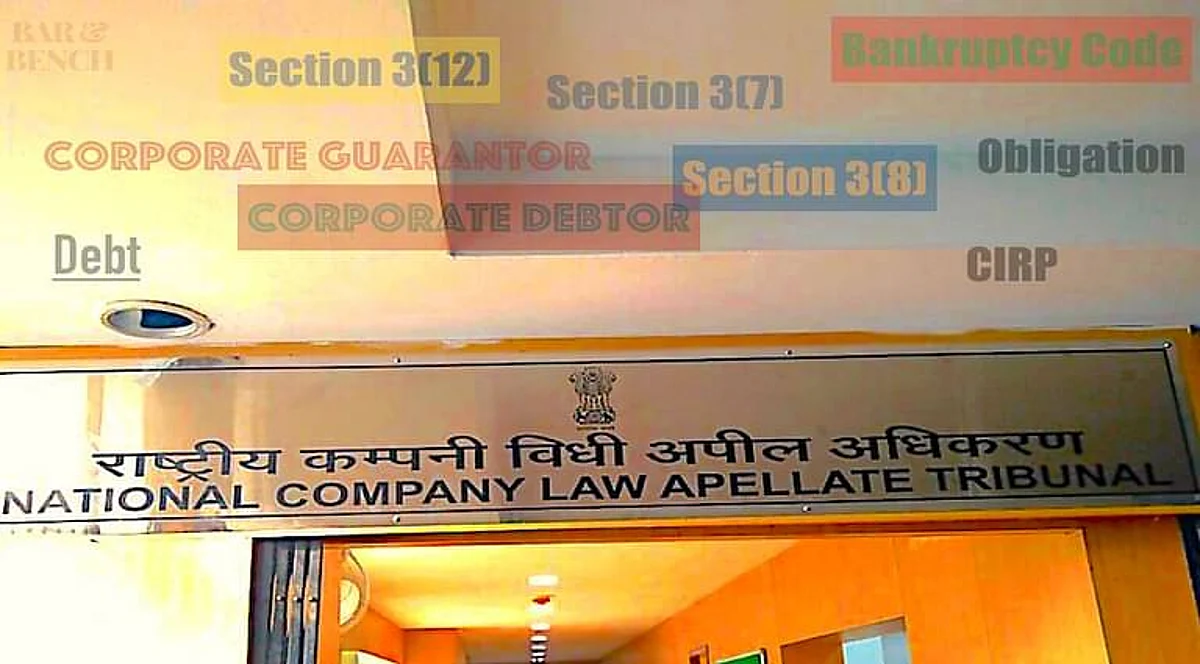 BAR &
BENCH
Section 3(12)
Section 3(7)
Bankruptcy Code
CORPORATE GUARANTOR
Section 3(8)
Obligation
CORPORATE DEBTOR
Debt
CIRP
राष्ट्रीय कम्पनी विधी अपील अधिकरण
NATIONAL COMPANY LAW APELLATE TRIBUNAL